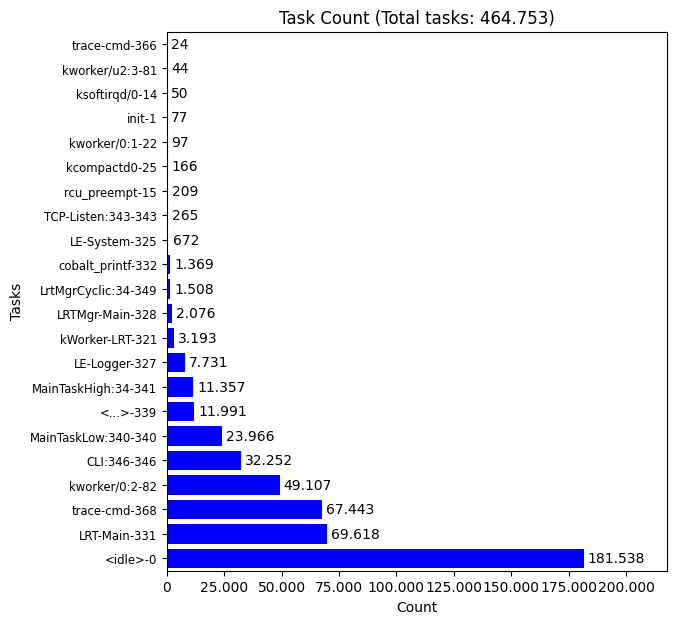 Task Count (Total tasks: 464.753)
trace-cmd-366 24
kworker/u2:3-81 44
ksoftirqd/0-14 50
init-1 77
kworker/0:1-22 97
kcompactd0-25 166
rcu_preempt-15 209
TCP-Listen:343-343 265
LE-System-325 672
cobalt_printf-332 1.369
LrtMgrCyclic:34-349 1.508
LRTMgr-Main-328 2.076
kWorker-LRT-321 3.193
LE-Logger-327 7.731
MainTaskHigh:34-341 11.357
<...>-339 11.991
MainTaskLow:340-340 23.966
CLI:346-346 32.252
kworker/0:2-82 49.107
trace-cmd-368 67.443
LRT-Main-331 69.618
<idle>-0 181.538
Tasks
0 25.000 50.000 75.000 100.000 125.000 150.000 175.000 200.000
Count